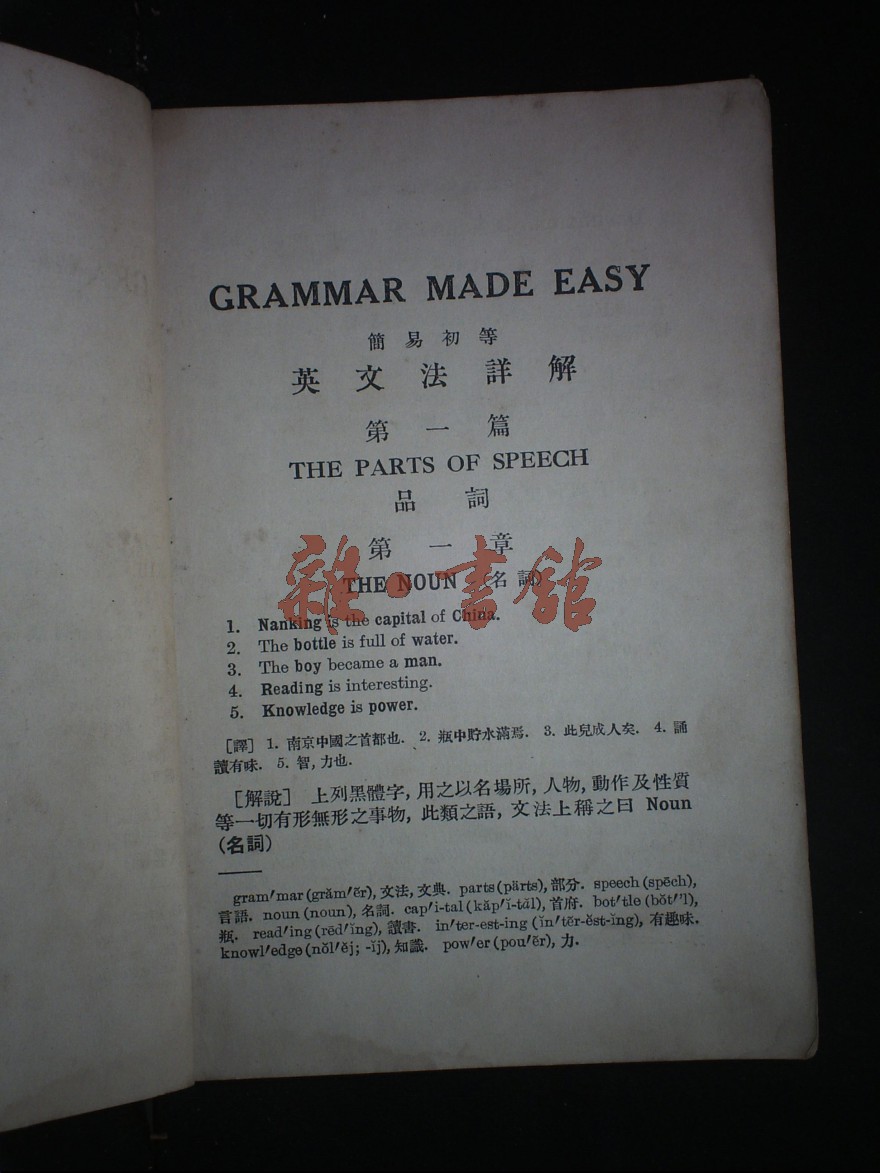 GRAMMAR MADE EASY
簡易初等
英文法詳解
第一篇
THE PARTS OF SPEECH
品詞
第一章
THE NOUN (名詞)
雜·書館
1. Nanking is the capital of China.
2. The bottle is full of water.
3. The boy became a man.
4. Reading is interesting.
5. Knowledge is power.
[譯] 1. 南京中國之首都也. 2. 瓶中貯水滿焉. 3. 此兒成人矣. 4. 誦
讀有味. 5. 智,力也.
[解說] 上列黑體字,用之以名場所,人物,動作及性質
等一切有形無形之事物,此類之語,文法上稱之曰 Noun
(名詞)
gram′mar (grăm′ẽr), 文法,文典. parts (pärts), 部分. speech (spēch),
言語. noun (noun), 名詞. cap′i-tal (kăp′ĭ-tăl), 首府. bot′tle (bŏt′'l),
瓶. read′ing (rēd′ĭng), 讀書. in′ter-est-ing (ĭn′tẽr-ĕst-ĭng), 有趣味.
knowl′edge (nŏl′ĕj; -ĭj), 知識. pow′er (pou′ẽr), 力.